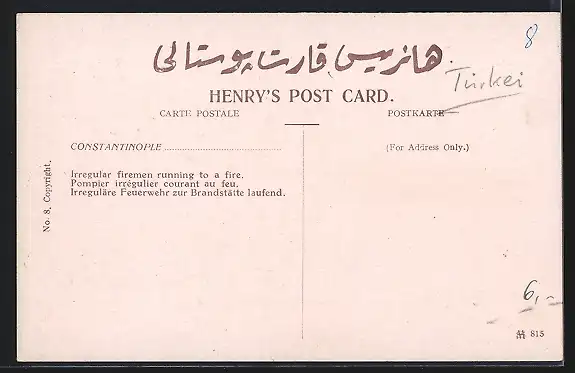 هانریس قارت پوستالی
8
Türkei
HENRY'S POST CARD.
CARTE POSTALE
POSTKARTE
CONSTANTINOPLE
(For Address Only.)
Irregular firemen running to a fire.
Pompier irrégulier courant au feu.
Irreguläre Feuerwehr zur Brandstätte laufend.
No. 8. Copyright.
6,-
815